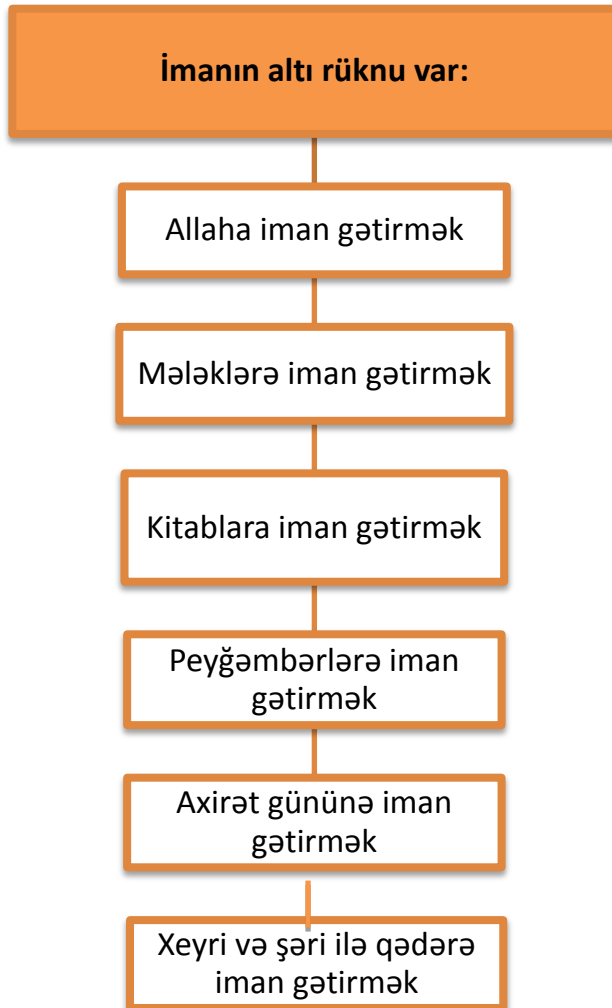 İmanın altı rüknu var:
Allaha iman gətirmək
Mələklərə iman gətirmək
Kitablara iman gətirmək
Peyğəmbərlərə iman
gətirmək
Axirət gününə iman
gətirmək
Xeyri və şəri ilə qədərə
iman gətirmək